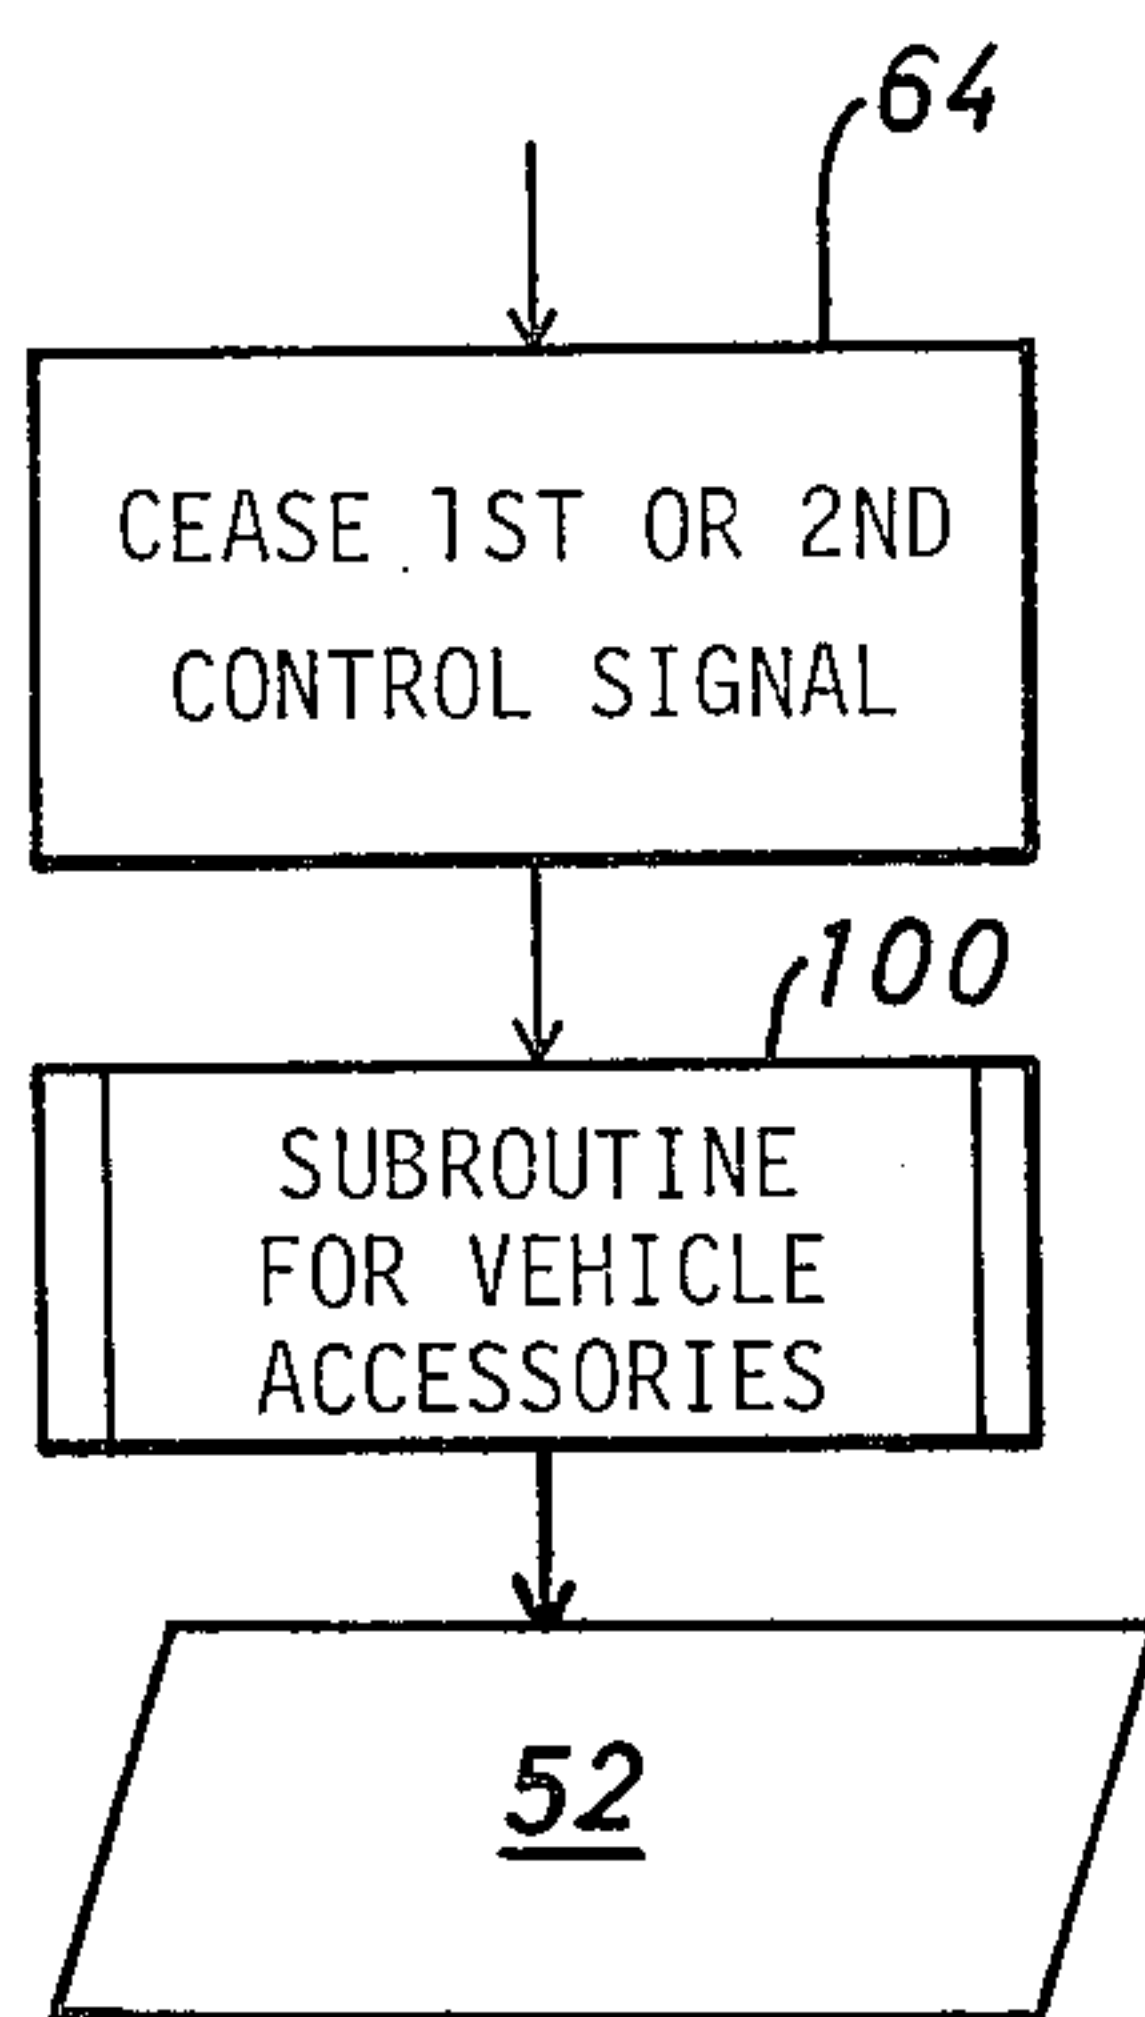 64
CEASE 1ST OR 2ND
CONTROL SIGNAL
100
SUBROUTINE
FOR VEHICLE
ACCESSORIES
52